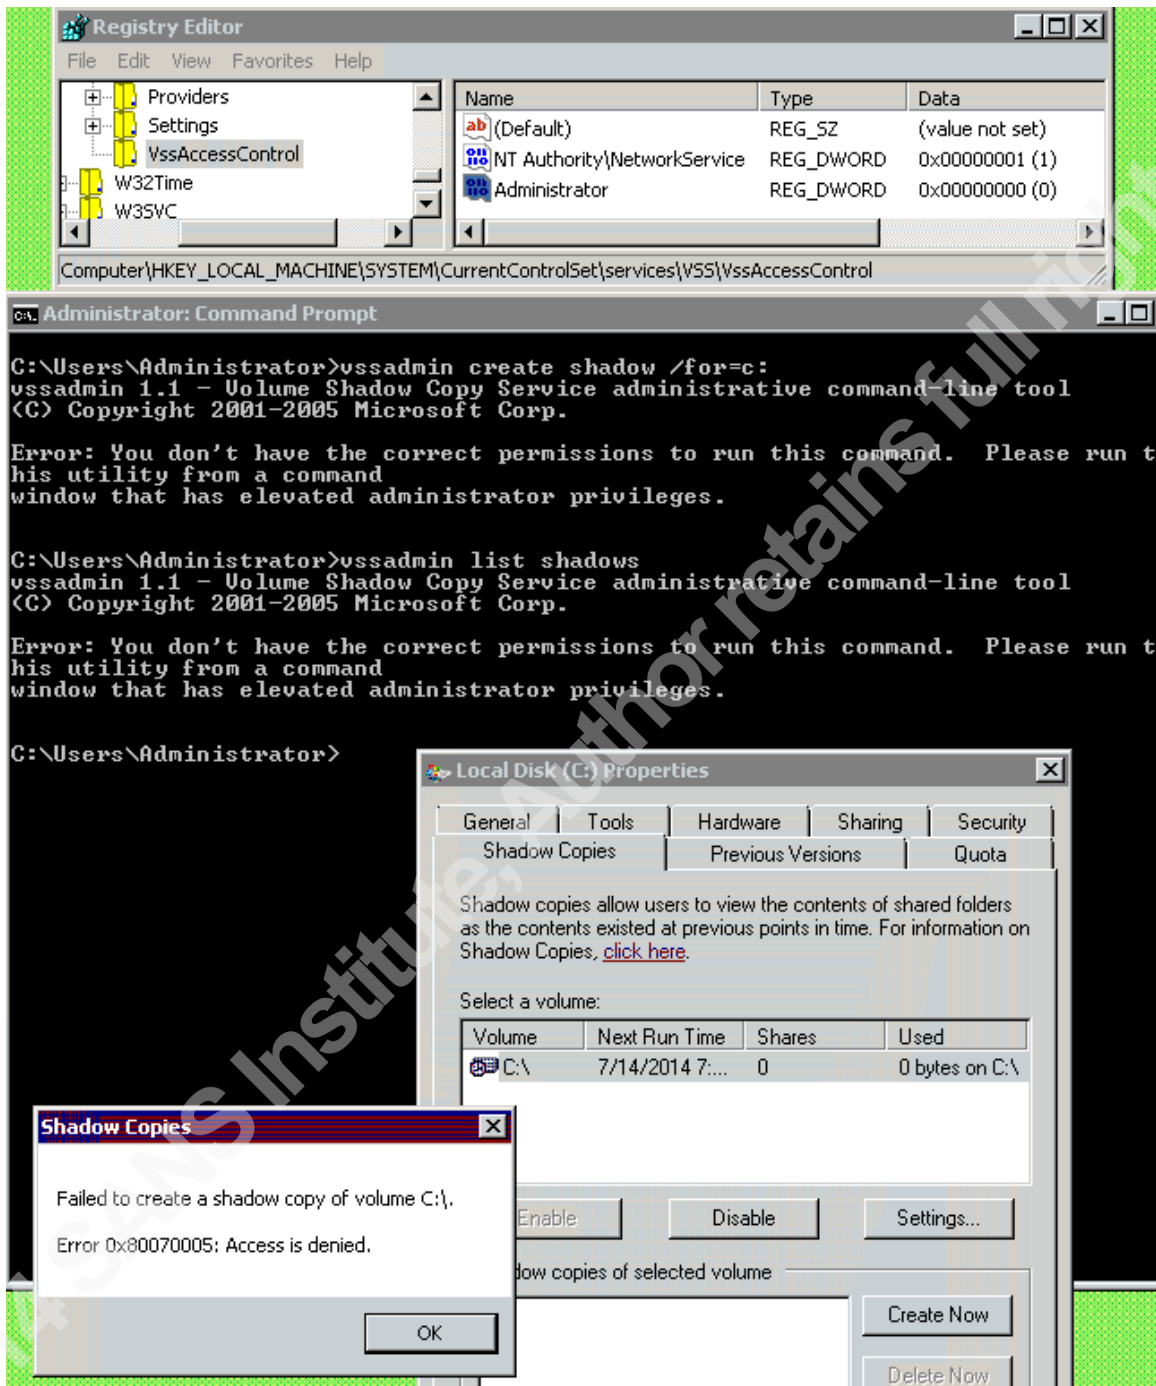 Registry Editor
File Edit View Favorites Help
Providers
Settings
VssAccessControl
W32Time
W3SVC
Name Type Data
ab (Default) REG_SZ (value not set)
NT Authority\NetworkService REG_DWORD 0x00000001 (1)
Administrator REG_DWORD 0x00000000 (0)
Computer\HKEY_LOCAL_MACHINE\SYSTEM\CurrentControlSet\services\VSS\VssAccessControl
Administrator: Command Prompt
C:\Users\Administrator>vssadmin create shadow /for=c:
vssadmin 1.1 - Volume Shadow Copy Service administrative command-line tool
(C) Copyright 2001-2005 Microsoft Corp.
Error: You don't have the correct permissions to run this command.  Please run t
his utility from a command
window that has elevated administrator privileges.
C:\Users\Administrator>vssadmin list shadows
vssadmin 1.1 - Volume Shadow Copy Service administrative command-line tool
(C) Copyright 2001-2005 Microsoft Corp.
Error: You don't have the correct permissions to run this command.  Please run t
his utility from a command
window that has elevated administrator privileges.
C:\Users\Administrator>
Local Disk (C:) Properties
General Tools Hardware Sharing Security
Shadow Copies Previous Versions Quota
Shadow copies allow users to view the contents of shared folders
as the contents existed at previous points in time. For information on
Shadow Copies, click here.
Select a volume:
Volume Next Run Time Shares Used
C:\ 7/14/2014 7:... 0 0 bytes on C:\
Enable Disable Settings...
dow copies of selected volume
Create Now
Delete Now
Shadow Copies
Failed to create a shadow copy of volume C:\.
Error 0x80070005: Access is denied.
OK
4 SANS Institute, Author retains full right